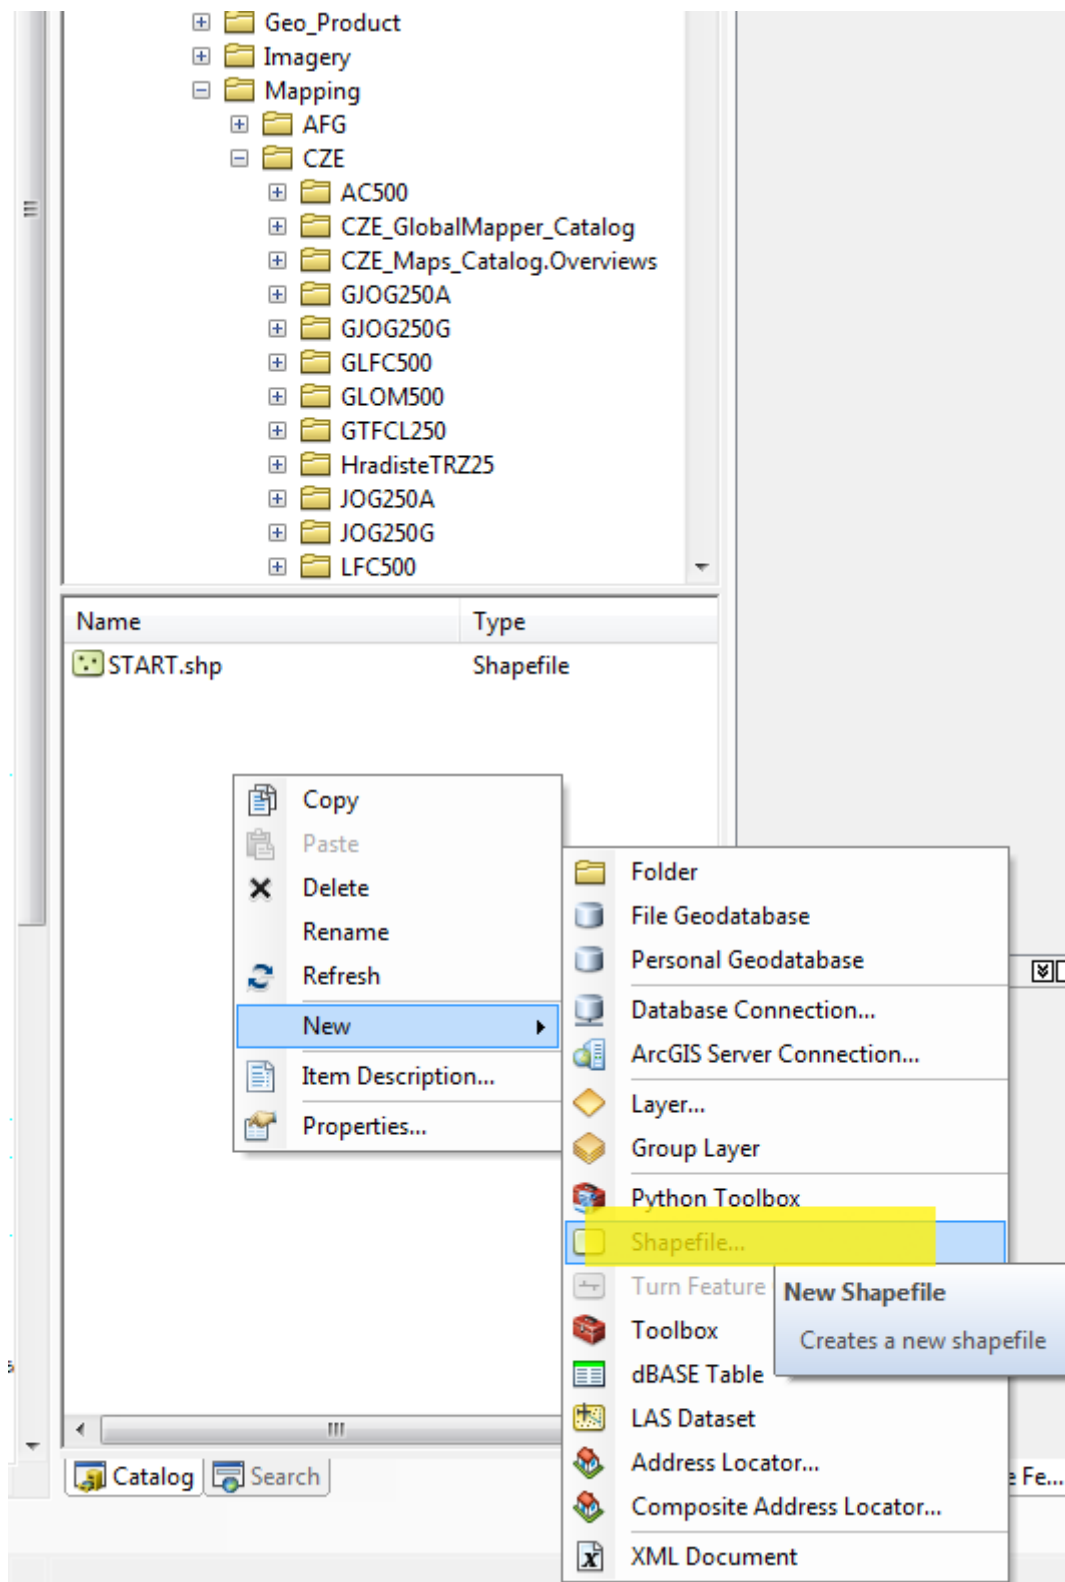 Geo_Product
Imagery
Mapping
AFG
CZE
AC500
CZE_GlobalMapper_Catalog
CZE_Maps_Catalog.Overviews
GJOG250A
GJOG250G
GLFC500
GLOM500
GTFCL250
HradisteTRZ25
JOG250A
JOG250G
LFC500
Name Type
START.shp Shapefile
Copy
Paste
Delete
Rename
Refresh
New
Item Description...
Properties...
Folder
File Geodatabase
Personal Geodatabase
Database Connection...
ArcGIS Server Connection...
Layer...
Group Layer
Python Toolbox
Shapefile...
Turn Feature
New Shapefile
Creates a new shapefile
Toolbox
dBASE Table
LAS Dataset
Address Locator...
Composite Address Locator...
XML Document
Catalog Search
Fe...